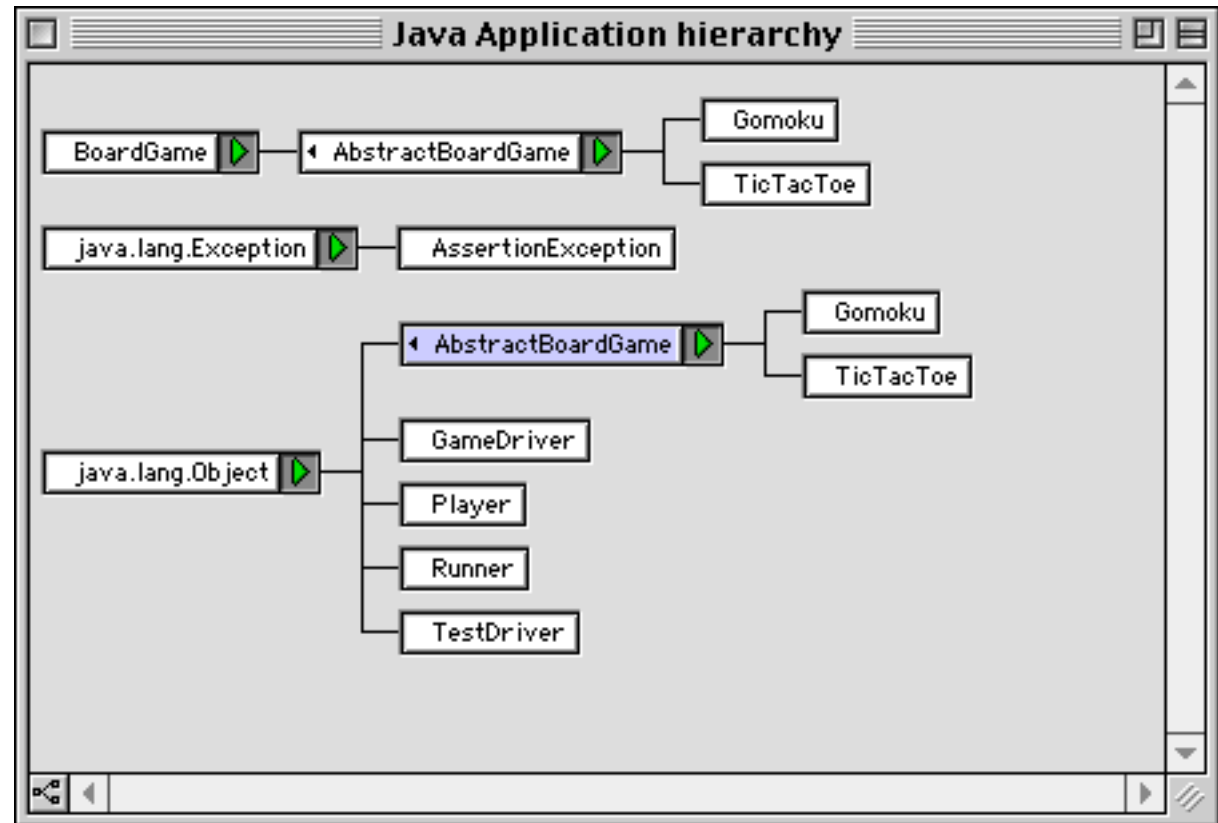 Java Application hierarchy
Gomoku
BoardGame AbstractBoardGame
TicTacToe
java.lang.Exception AssertionException
Gomoku
AbstractBoardGame
TicTacToe
GameDriver
java.lang.Object
Player
Runner
TestDriver